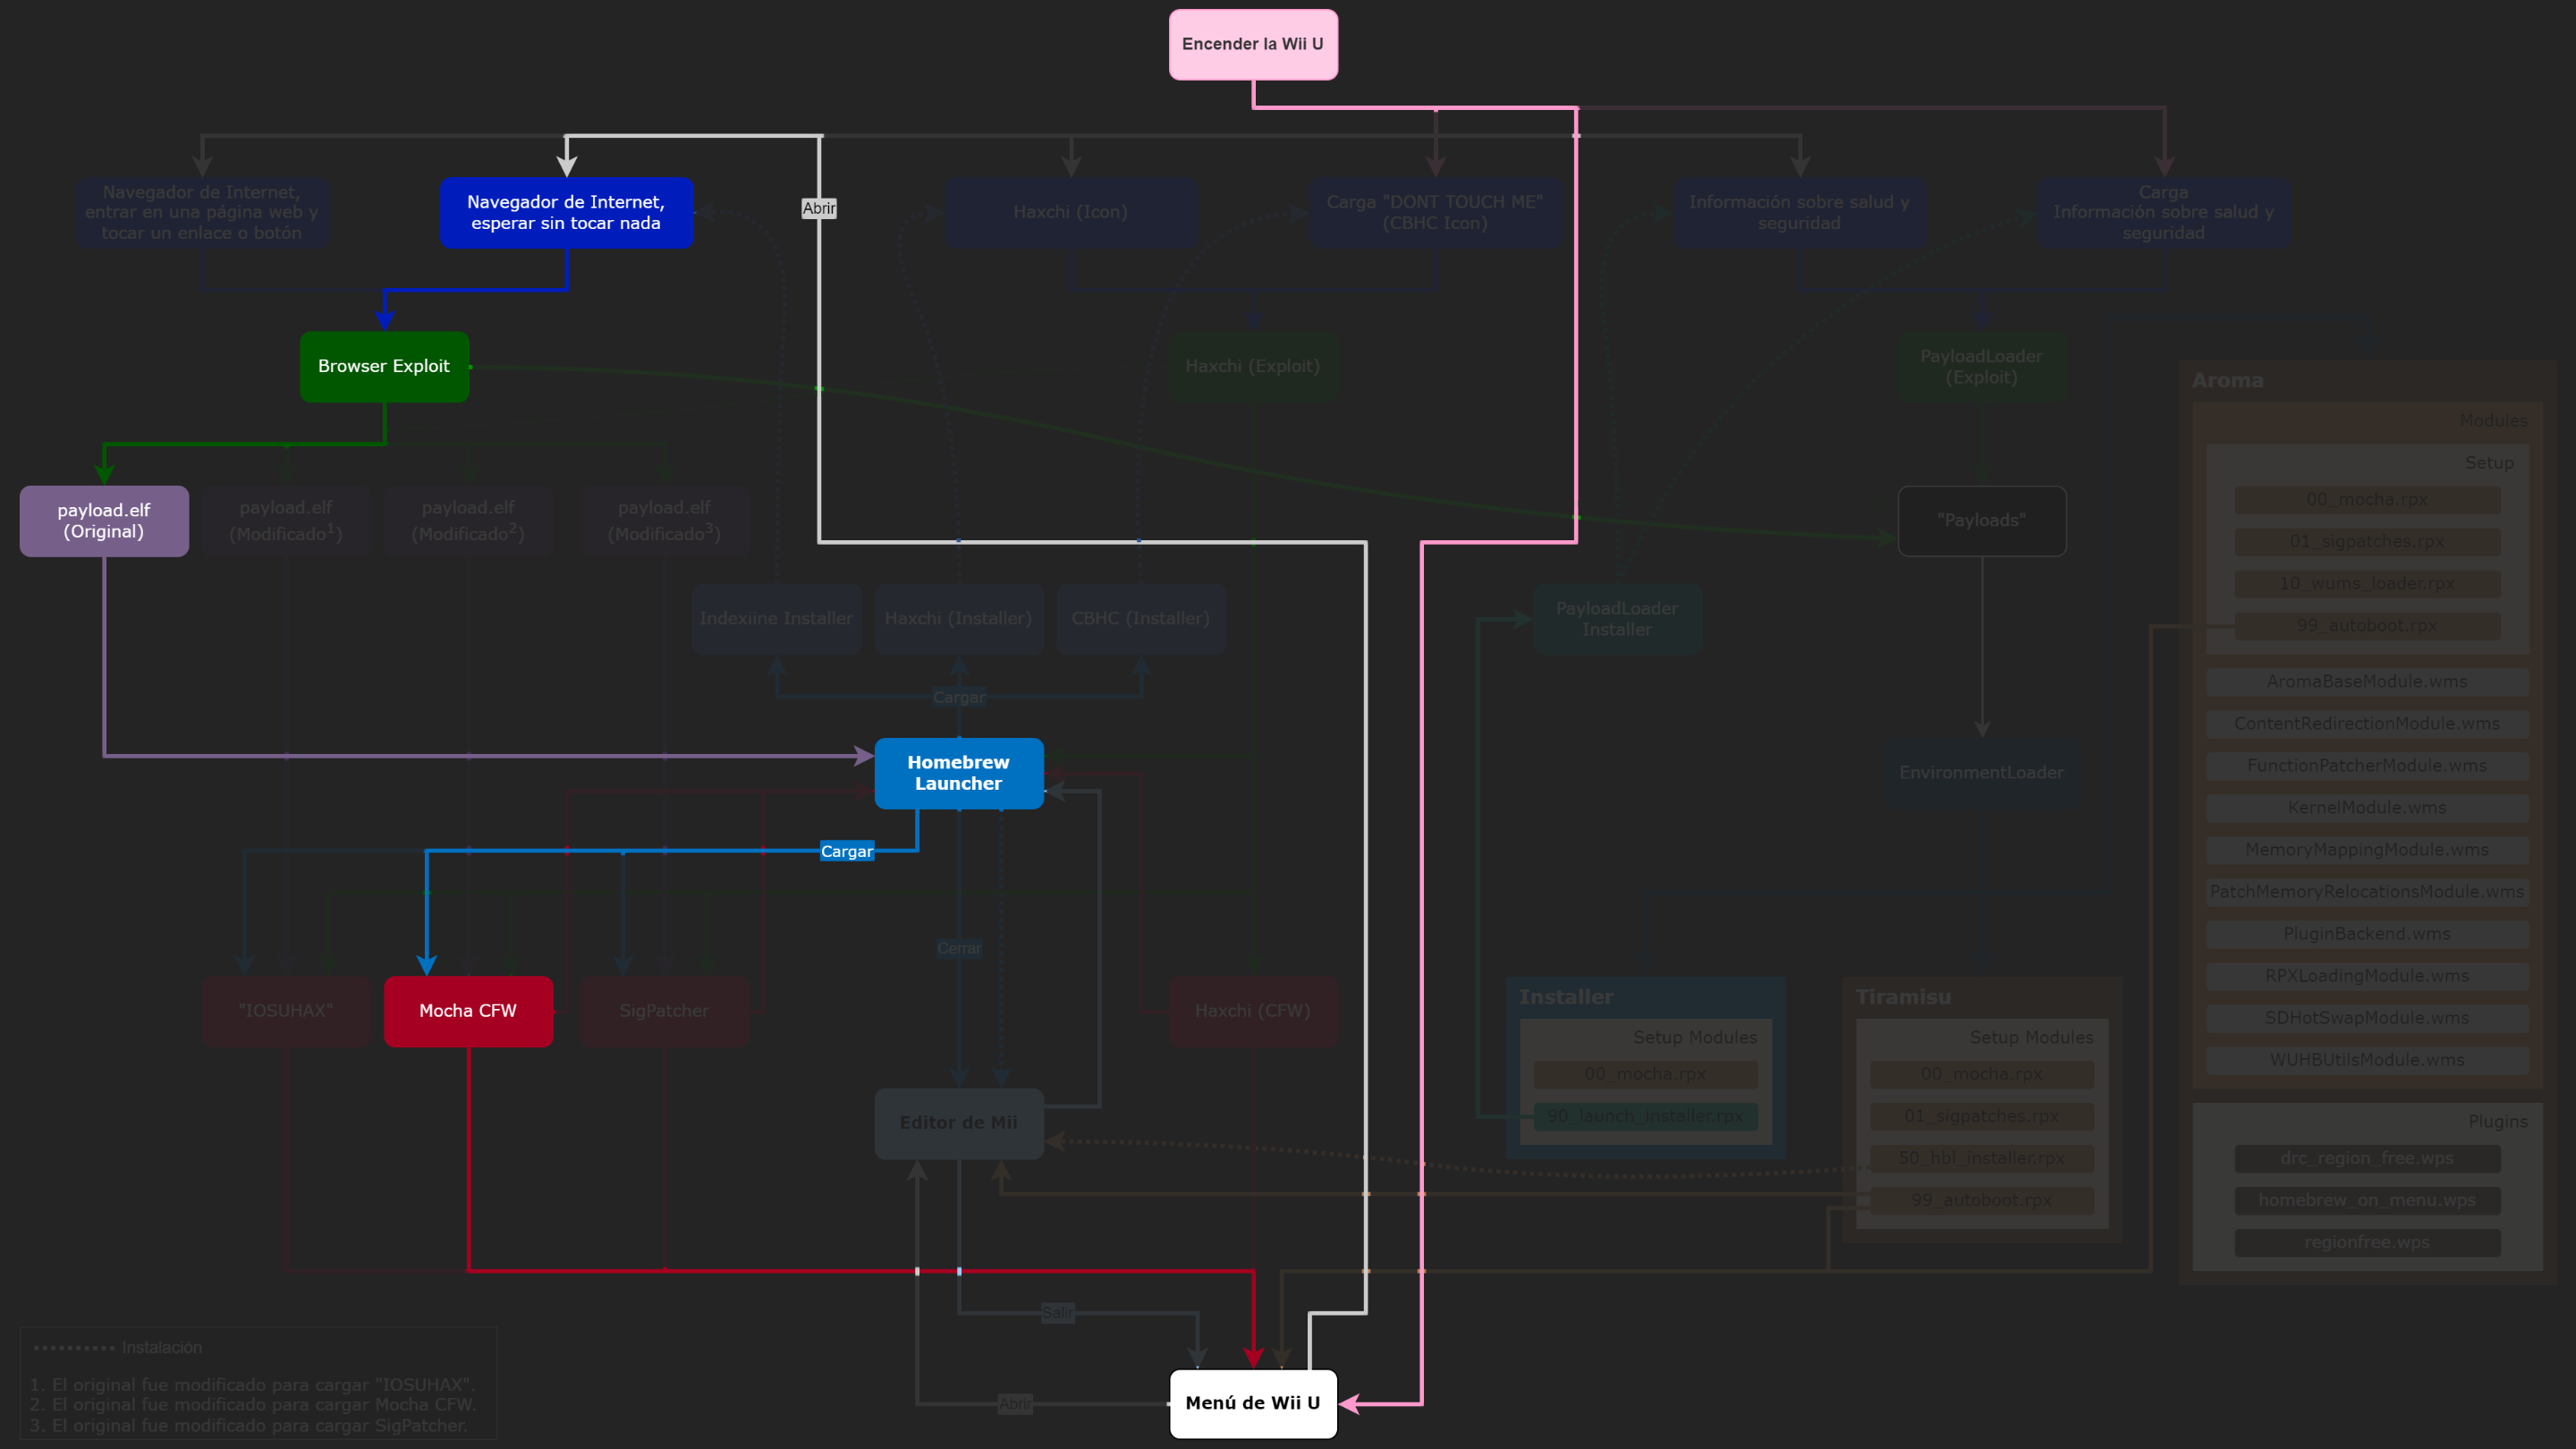 Encender la Wii U
Navegador de Internet,
entrar en una página web y
tocar un enlace o botón
Navegador de Internet,
esperar sin tocar nada
Abrir
Haxchi (Icon)
Carga "DONT TOUCH ME"
(CBHC Icon)
Información sobre salud y
seguridad
Carga
Información sobre salud y
seguridad
Browser Exploit
Haxchi (Exploit)
PayloadLoader
(Exploit)
payload.elf
(Original)
payload.elf
(Modificado1)
payload.elf
(Modificado2)
payload.elf
(Modificado3)
"Payloads"
Indexiine Installer
Haxchi (Installer)
CBHC (Installer)
PayloadLoader
Installer
Cargar
Homebrew
Launcher
EnvironmentLoader
Cargar
Cerrar
"IOSUHAX"
Mocha CFW
SigPatcher
Haxchi (CFW)
Editor de Mii
Salir
Abrir
Menú de Wii U
Installer
Setup Modules
00_mocha.rpx
90_launch_installer.rpx
Tiramisu
Setup Modules
00_mocha.rpx
01_sigpatches.rpx
50_hbl_installer.rpx
99_autoboot.rpx
Aroma
Modules
Setup
00_mocha.rpx
01_sigpatches.rpx
10_wums_loader.rpx
99_autoboot.rpx
AromaBaseModule.wms
ContentRedirectionModule.wms
FunctionPatcherModule.wms
KernelModule.wms
MemoryMappingModule.wms
PatchMemoryRelocationsModule.wms
PluginBackend.wms
RPXLoadingModule.wms
SDHotSwapModule.wms
WUHBUtilsModule.wms
Plugins
drc_region_free.wps
homebrew_on_menu.wps
regionfree.wps
Instalación
1. El original fue modificado para cargar "IOSUHAX".
2. El original fue modificado para cargar Mocha CFW.
3. El original fue modificado para cargar SigPatcher.